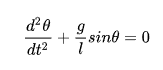 d²θ/dt² + g/l sinθ = 0